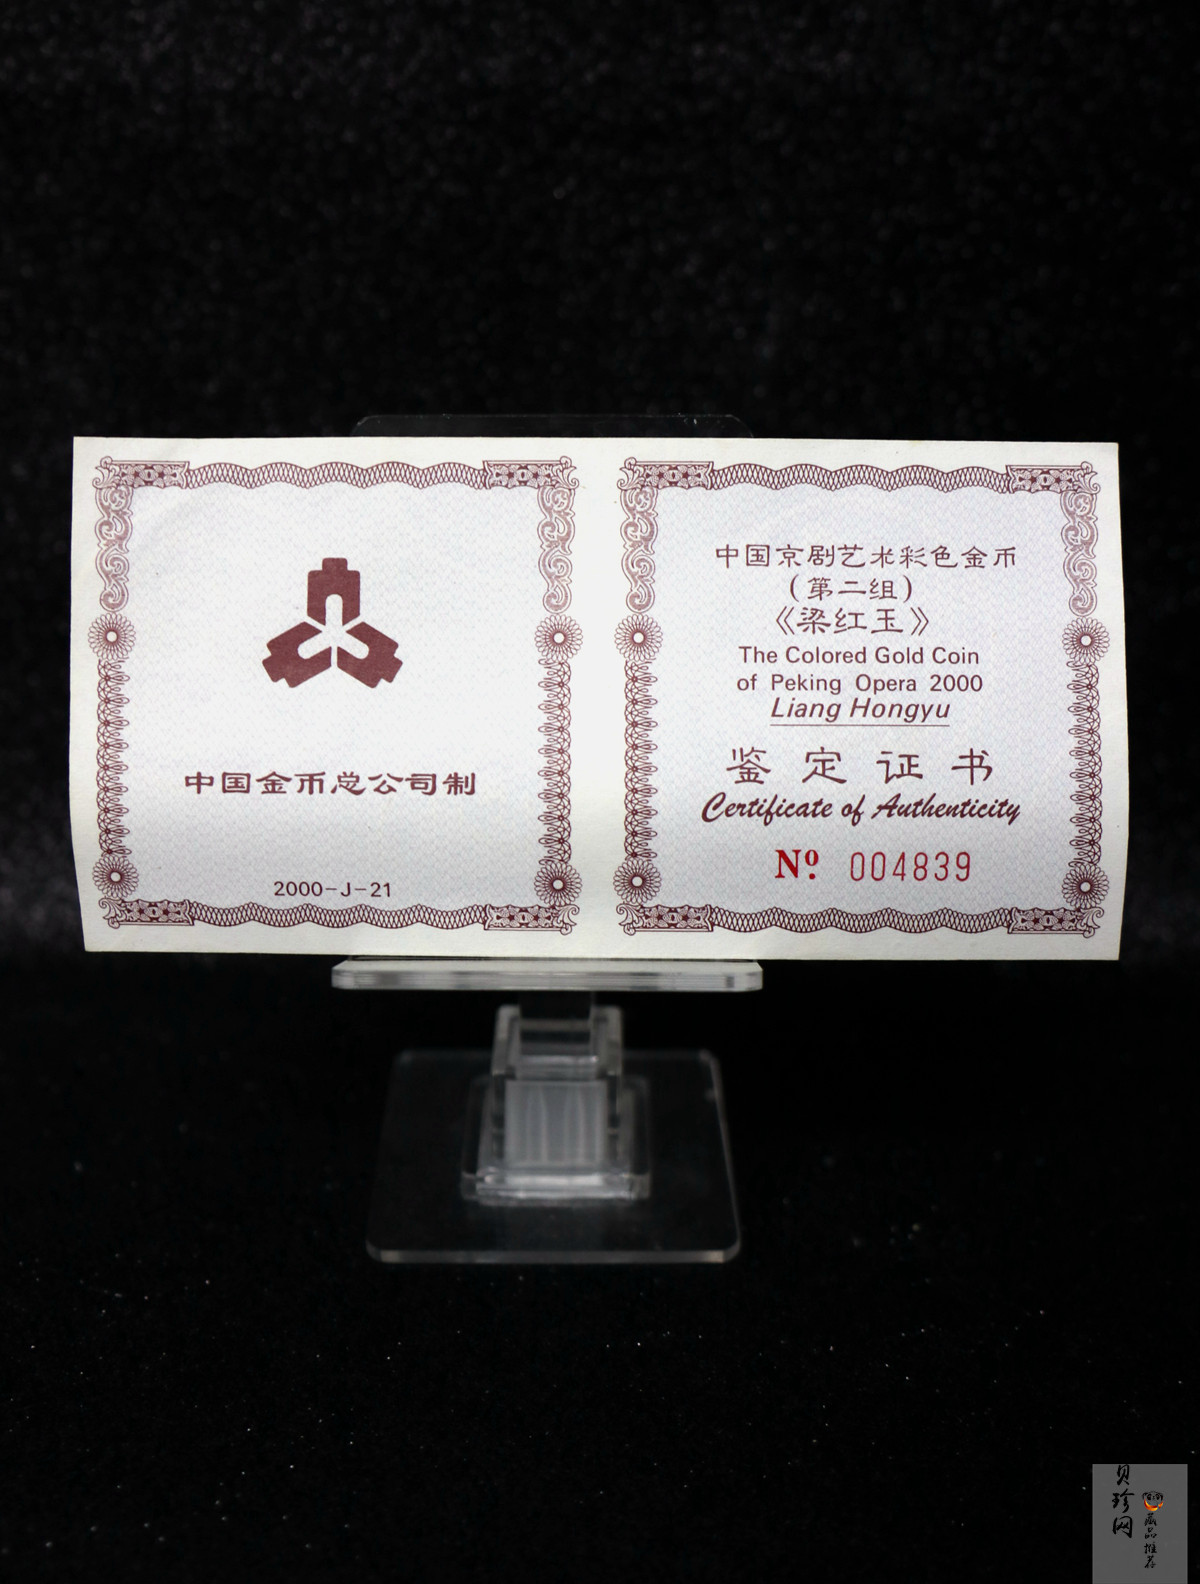 中国金币总公司制
2000-J-21
中国京剧艺术彩色金币
(第二组)
《梁红玉》
The Colored Gold Coin
of Peking Opera 2000
Liang Hongyu
鉴定证书
Certificate of Authenticity
Nº 004839
贝珍网
藏品推荐